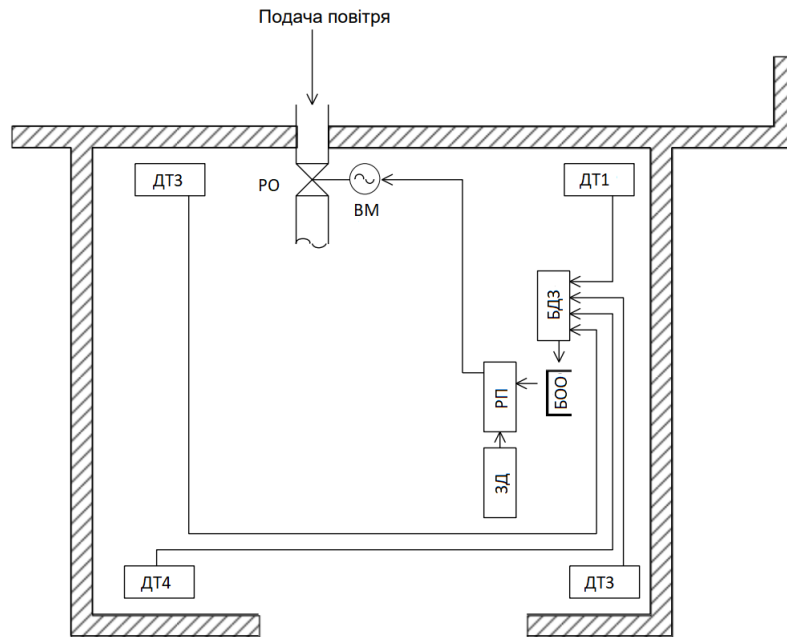 Подача повітря
ДТ3
РО
ВМ
ДТ1
БДЗ
БОО
РП
ЗД
ДТ4
ДТ3